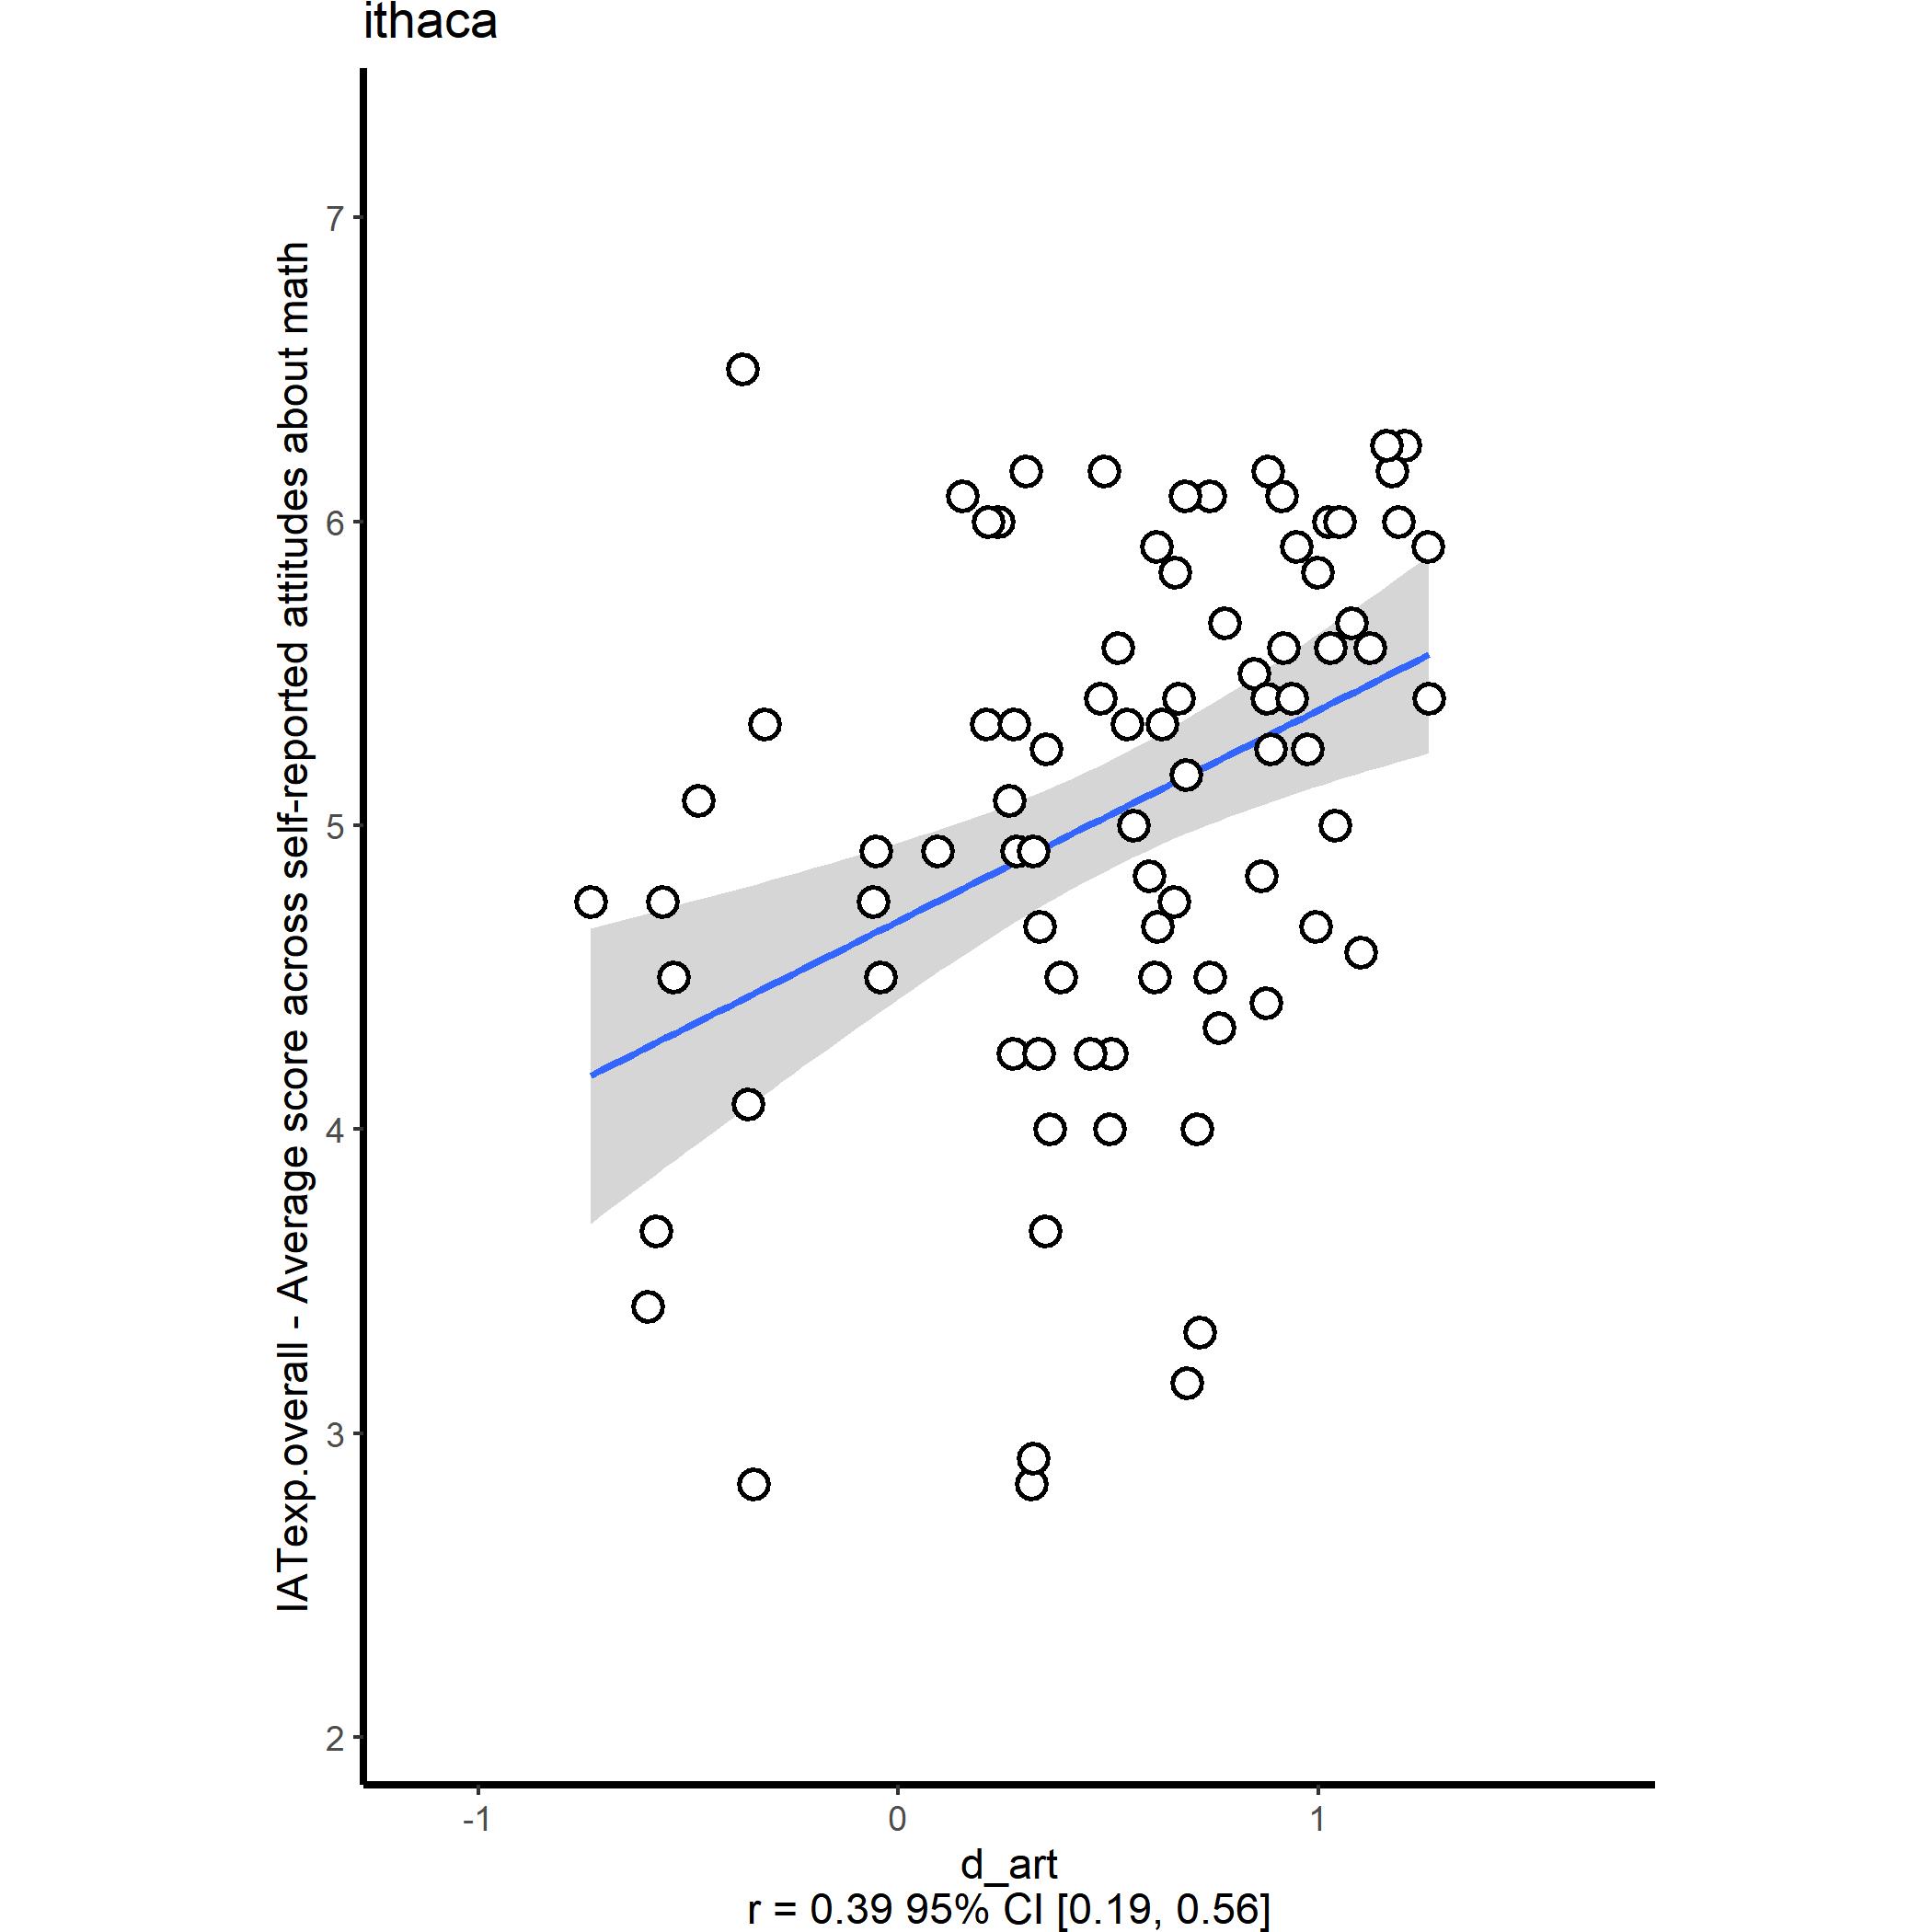 ithaca
IATexp.overall - Average score across self-reported attitudes about math
7
6
5
4
3
2
-1 0 1
d_art
r = 0.39 95% CI [0.19, 0.56]